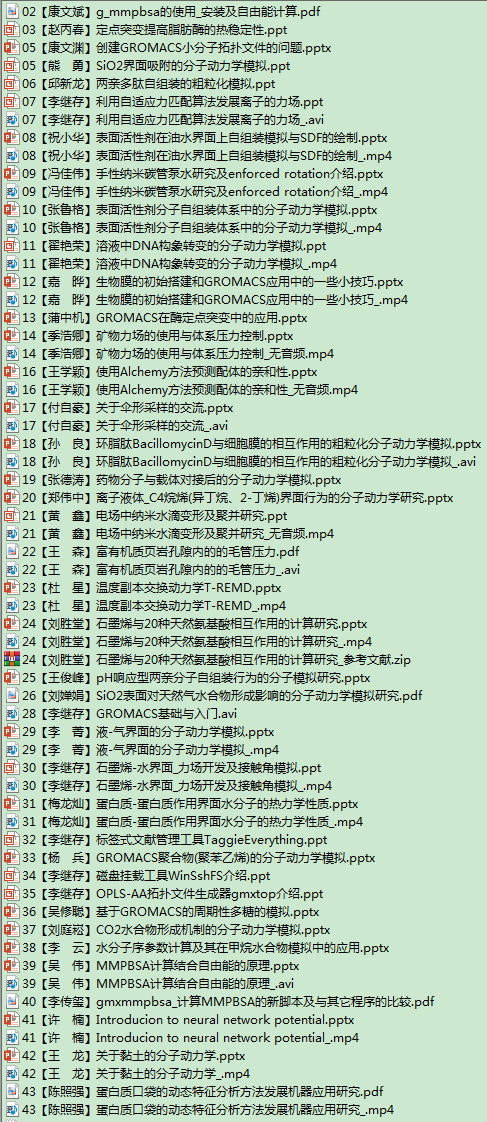 02【康文斌】g_mmpbsa的使用_安装及自由能计算.pdf
03【赵丙春】定点突变提高脂肪酶的热稳定性.ppt
05【康文渊】创建GROMACS小分子拓扑文件的问题.pptx
05【熊　勇】SiO2界面吸附的分子动力学模拟.ppt
06【邱新龙】两亲多肽自组装的粗粒化模拟.ppt
07【李继存】利用自适应力匹配算法发展离子的力场.ppt
07【李继存】利用自适应力匹配算法发展离子的力场_.avi
08【祝小华】表面活性剂在油水界面上自组装模拟与SDF的绘制.pptx
08【祝小华】表面活性剂在油水界面上自组装模拟与SDF的绘制_.mp4
09【冯佳伟】手性纳米碳管泵水研究及enforced rotation介绍.pptx
09【冯佳伟】手性纳米碳管泵水研究及enforced rotation介绍_.mp4
10【张鲁格】表面活性剂分子自组装体系中的分子动力学模拟.pptx
10【张鲁格】表面活性剂分子自组装体系中的分子动力学模拟_.mp4
11【翟艳荣】溶液中DNA构象转变的分子动力学模拟.ppt
11【翟艳荣】溶液中DNA构象转变的分子动力学模拟_.mp4
12【嘉　晔】生物膜的初始搭建和GROMACS应用中的一些小技巧.pptx
12【嘉　晔】生物膜的初始搭建和GROMACS应用中的一些小技巧_.mp4
13【蒲中机】GROMACS在酶定点突变中的应用.pptx
14【季浩卿】矿物力场的使用与体系压力控制.pptx
14【季浩卿】矿物力场的使用与体系压力控制_无音频.mp4
16【王学颖】使用Alchemy方法预测配体的亲和性.pptx
16【王学颖】使用Alchemy方法预测配体的亲和性_无音频.mp4
17【付自豪】关于伞形采样的交流.pptx
17【付自豪】关于伞形采样的交流_.avi
18【孙　良】环脂肽BacillomycinD与细胞膜的相互作用的粗粒化分子动力学模拟.pptx
18【孙　良】环脂肽BacillomycinD与细胞膜的相互作用的粗粒化分子动力学模拟_.avi
19【张德涛】药物分子与载体对接后的分子动力学模拟.pptx
20【郑伟中】离子液体_C4烷烯(异丁烷、2-丁烯)界面行为的分子动力学研究.pptx
21【黄　鑫】电场中纳米水滴变形及聚并研究.ppt
21【黄　鑫】电场中纳米水滴变形及聚并研究_无音频.mp4
22【王　森】富有机质页岩孔隙内的的毛管压力.pdf
22【王　森】富有机质页岩孔隙内的的毛管压力_.avi
23【杜　星】温度副本交换动力学T-REMD.pptx
23【杜　星】温度副本交换动力学T-REMD_.mp4
24【刘胜堂】石墨烯与20种天然氨基酸相互作用的计算研究.pptx
24【刘胜堂】石墨烯与20种天然氨基酸相互作用的计算研究_.mp4
24【刘胜堂】石墨烯与20种天然氨基酸相互作用的计算研究_参考文献.zip
25【王俊峰】pH响应型两亲分子自组装行为的分子模拟研究.pptx
26【刘婵娟】SiO2表面对天然气水合物形成影响的分子动力学模拟研究.pdf
28【李继存】GROMACS基础与入门.avi
29【李　菁】液-气界面的分子动力学模拟.pptx
29【李　菁】液-气界面的分子动力学模拟_.mp4
30【李继存】石墨烯-水界面_力场开发及接触角模拟.ppt
30【李继存】石墨烯-水界面_力场开发及接触角模拟_.mp4
31【梅龙灿】蛋白质-蛋白质作用界面水分子的热力学性质.pptx
31【梅龙灿】蛋白质-蛋白质作用界面水分子的热力学性质_.mp4
32【李继存】标签式文献管理工具TaggieEverything.ppt
33【杨　兵】GROMACS聚合物(聚苯乙烯)的分子动力学模拟.pptx
34【李继存】磁盘挂载工具WinSshFS介绍.ppt
35【李继存】OPLS-AA拓扑文件生成器gmxtop介绍.ppt
36【吴修聪】基于GROMACS的周期性多糖的模拟.pptx
37【刘庭崧】CO2水合物形成机制的分子动力学模拟.pptx
38【李　云】水分子序参数计算及其在甲烷水合物模拟中的应用.pptx
39【吴　伟】MMPBSA计算结合自由能的原理.pptx
39【吴　伟】MMPBSA计算结合自由能的原理_.avi
40【李传玺】gmxmmpbsa_计算MMPBSA的新脚本及与其它程序的比较.pdf
41【许　楠】Introducion to neural network potential.pptx
41【许　楠】Introducion to neural network potential_.mp4
42【王　龙】关于黏土的分子动力学.pptx
42【王　龙】关于黏土的分子动力学_.mp4
43【陈照强】蛋白质口袋的动态特征分析方法发展机器应用研究.pdf
43【陈照强】蛋白质口袋的动态特征分析方法发展机器应用研究_.mp4